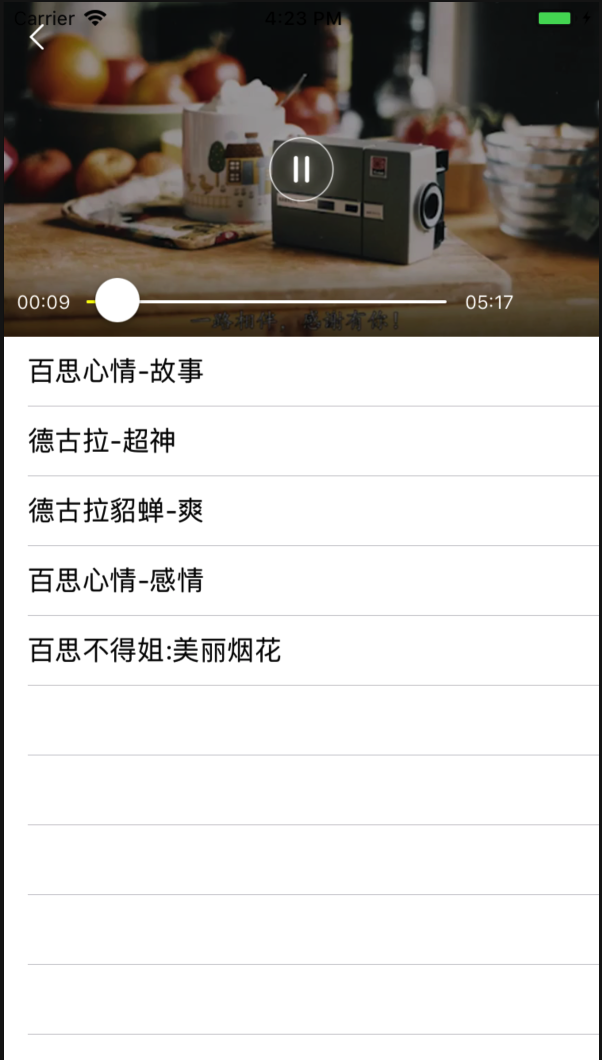 Carrier 4:23 PM
00:09 05:17
一路相伴，感谢有你！
百思心情-故事
德古拉-超神
德古拉貂蝉-爽
百思心情-感情
百思不得姐:美丽烟花